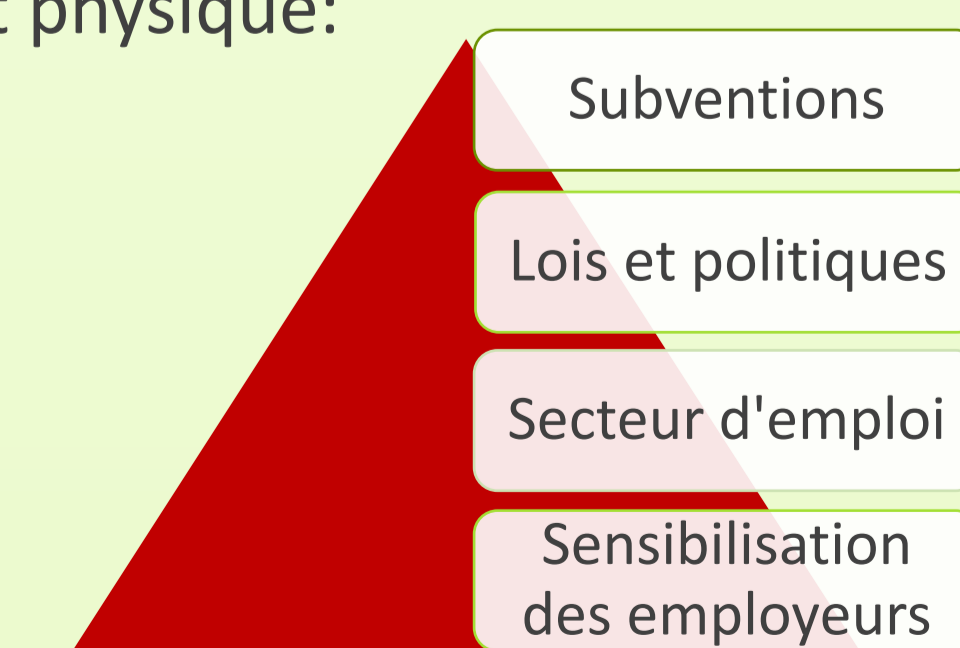 t physique:
Subventions
Lois et politiques
Secteur d'emploi
Sensibilisation
des employeurs